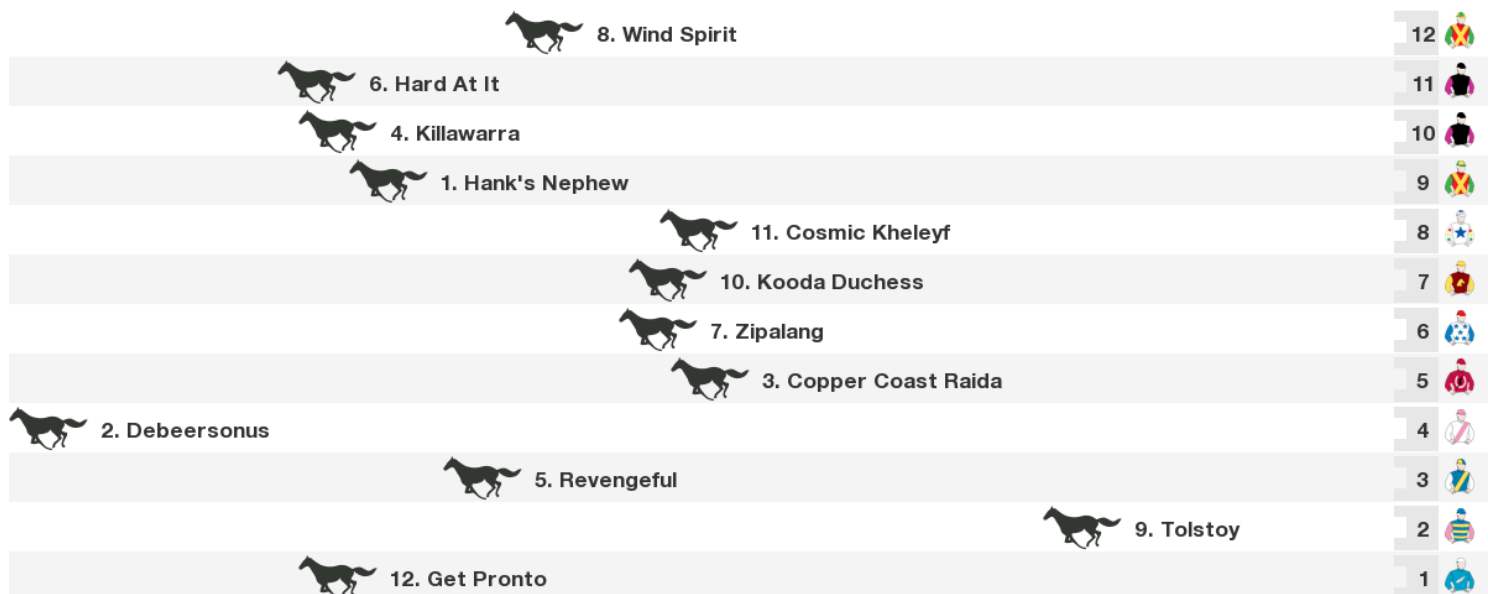 8. Wind Spirit 12
6. Hard At It 11
4. Killawarra 10
1. Hank's Nephew 9
11. Cosmic Kheleyf 8
10. Kooda Duchess 7
7. Zipalang 6
3. Copper Coast Raida 5
2. Debeersonus 4
5. Revengeful 3
9. Tolstoy 2
12. Get Pronto 1